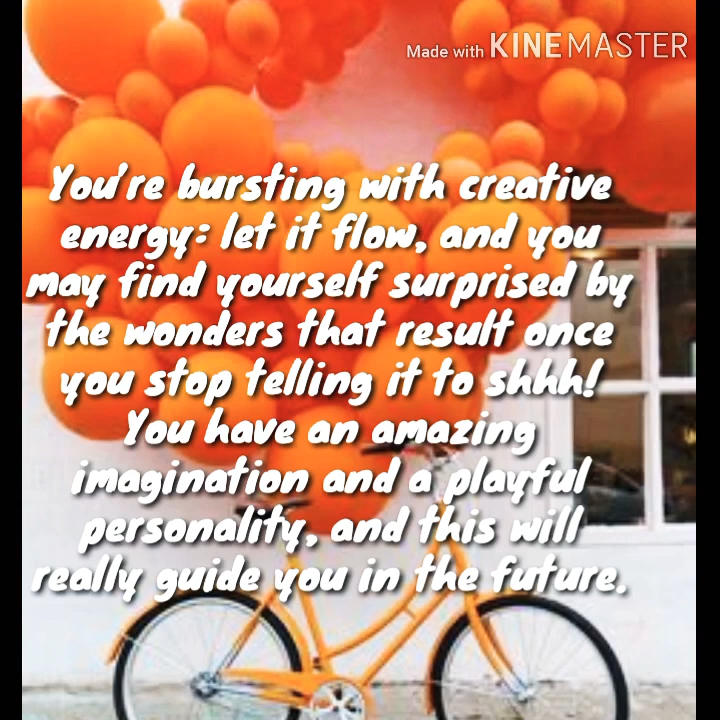 Made with KINEMASTER
You're bursting with creative
energy: let it flow, and you
may find yourself surprised by
the wonders that result once
you stop telling it to shhh!
You have an amazing
imagination and a playful
personality, and this will
really guide you in the future.